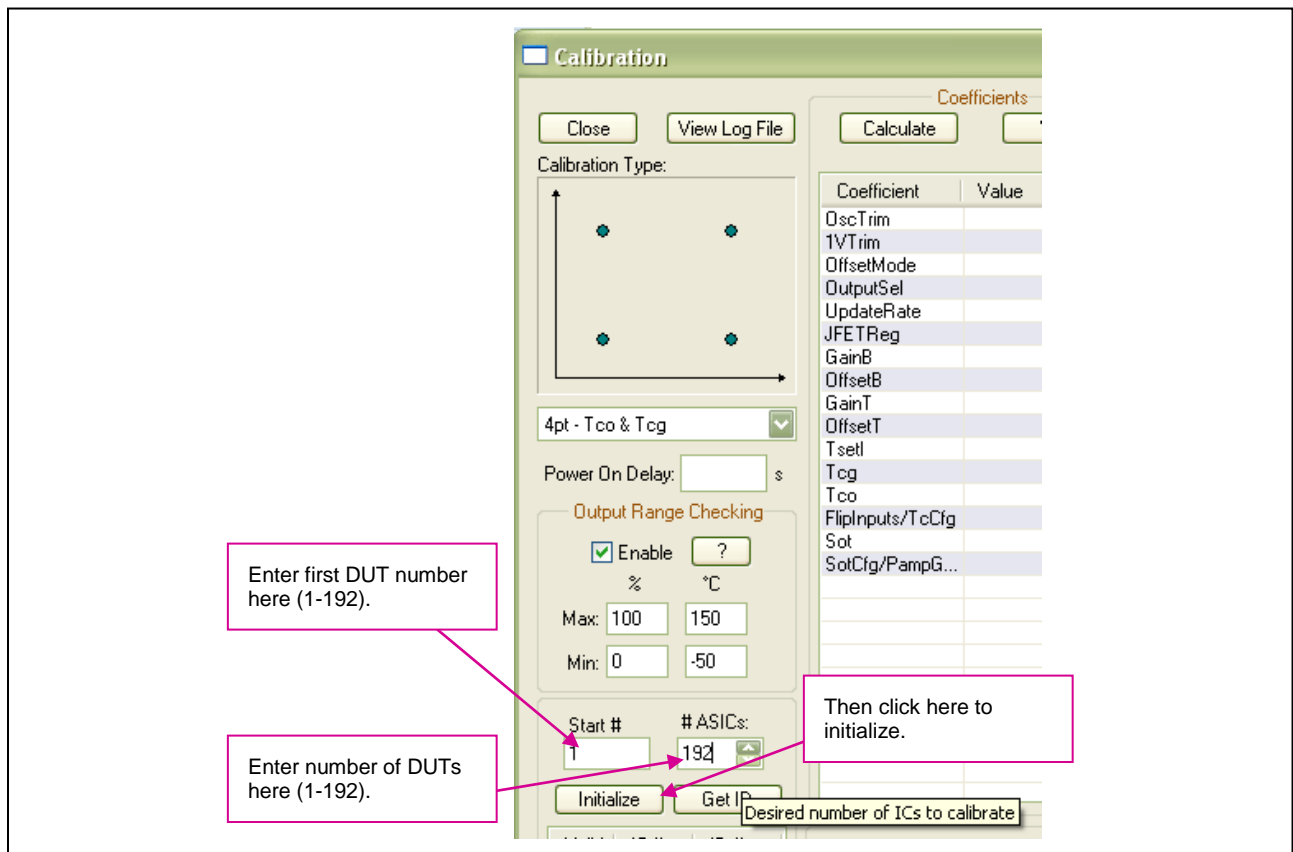 Calibration
Close
View Log File
Calibration Type:
4pt - Tco & Tcg
Power On Delay:
s
Output Range Checking
Enable
?
%
°C
Max:
100
150
Min:
0
-50
Start #
# ASICs:
1
192
Initialize
Get ID
Desired number of ICs to calibrate
Coefficients
Calculate
Coefficient
Value
OscTrim
1VTrim
OffsetMode
OutputSel
UpdateRate
JFETReg
GainB
OffsetB
GainT
OffsetT
Tsetl
Tcg
Tco
FlipInputs/TcCfg
Sot
SotCfg/PampG...
Enter first DUT number
here (1-192).
Enter number of DUTs
here (1-192).
Then click here to
initialize.